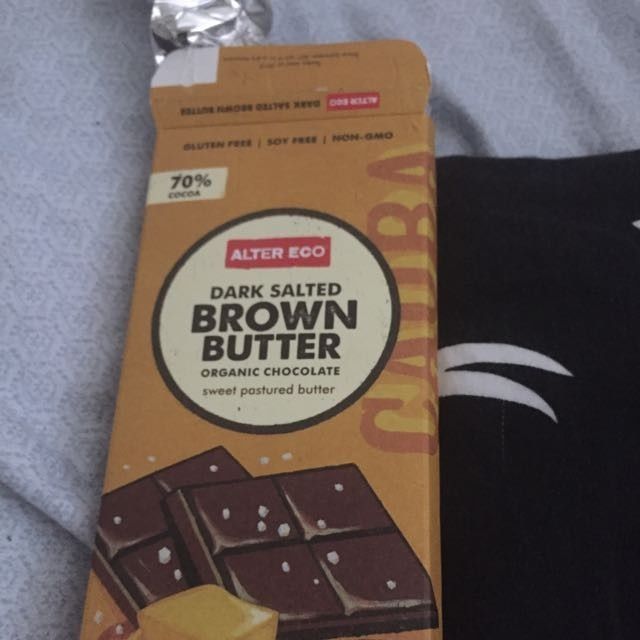 ALTER ECO DARK SALTED BROWN BUTTER
GLUTEN FREE | SOY FREE | NON-GMO
70%
COCOA
ALTER ECO
DARK SALTED
BROWN
BUTTER
ORGANIC CHOCOLATE
sweet pastured butter